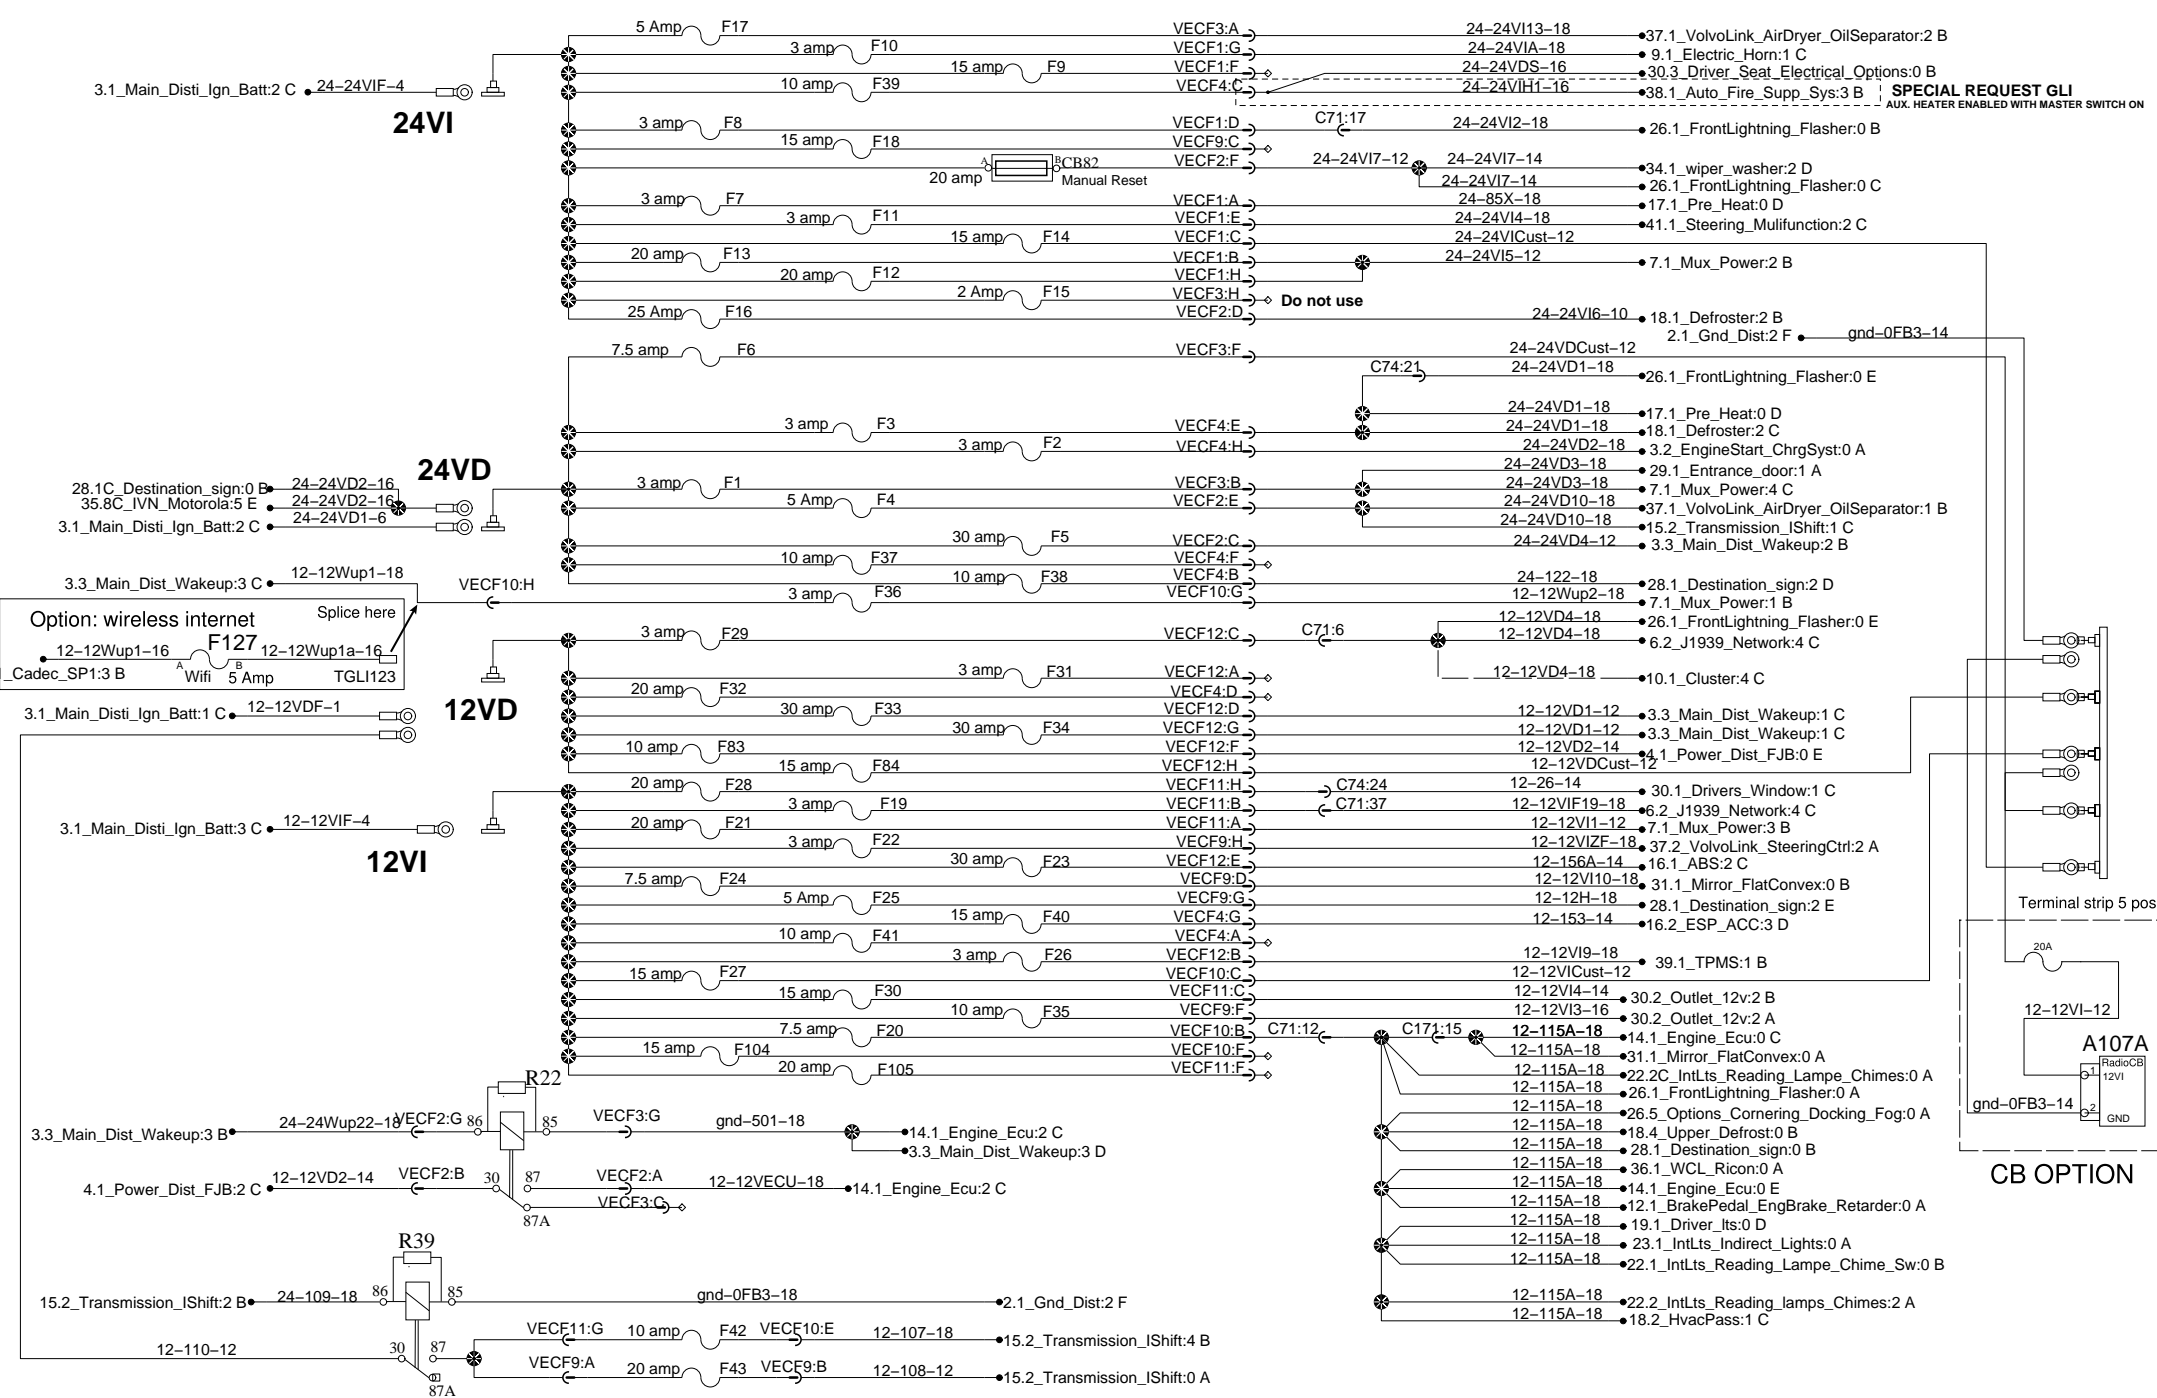 5 Amp F17 VECF3:A 24–24VI13–18 37.1_VolvoLink_AirDryer_OilSeparator:2 B
3 amp F10 VECF1:G 24–24VIA–18 9.1_Electric_Horn:1 C
15 amp F9 VECF1:F 24–24VDS–16 30.3_Driver_Seat_Electrical_Options:0 B
3.1_Main_Disti_Ign_Batt:2 C 24–24VIF–4 10 amp F39 VECF4:C 24–24VIH1–16 38.1_Auto_Fire_Supp_Sys:3 B SPECIAL REQUEST GLI
AUX. HEATER ENABLED WITH MASTER SWITCH ON
24VI
3 amp F8 VECF1:D C71:17 24–24VI2–18 26.1_FrontLightning_Flasher:0 B
15 amp F18 VECF9:C
20 amp A B CB82 VECF2:F 24–24VI7–12 24–24VI7–14 34.1_wiper_washer:2 D
Manual Reset 24–24VI7–14 26.1_FrontLightning_Flasher:0 C
3 amp F7 VECF1:A 24–85X–18 17.1_Pre_Heat:0 D
3 amp F11 VECF1:E 24–24VI4–18 41.1_Steering_Mulifunction:2 C
15 amp F14 VECF1:C 24–24VICust–12
20 amp F13 VECF1:B 24–24VI5–12 7.1_Mux_Power:2 B
20 amp F12 VECF1:H
2 Amp F15 VECF3:H Do not use
25 Amp F16 VECF2:D 24–24VI6–10 18.1_Defroster:2 B
2.1_Gnd_Dist:2 F gnd–0FB3–14
7.5 amp F6 VECF3:F 24–24VDCust–12
C74:21 24–24VD1–18 26.1_FrontLightning_Flasher:0 E
24–24VD1–18 17.1_Pre_Heat:0 D
3 amp F3 VECF4:E 24–24VD1–18 18.1_Defroster:2 C
3 amp F2 VECF4:H 24–24VD2–18 3.2_EngineStart_ChrgSyst:0 A
24VD
24–24VD3–18 29.1_Entrance_door:1 A
28.1C_Destination_sign:0 B 24–24VD2–16 3 amp F1 VECF3:B 24–24VD3–18 7.1_Mux_Power:4 C
35.8C_IVN_Motorola:5 E 24–24VD2–16 5 Amp F4 VECF2:E 24–24VD10–18 37.1_VolvoLink_AirDryer_OilSeparator:1 B
3.1_Main_Disti_Ign_Batt:2 C 24–24VD1–6 24–24VD10–18 15.2_Transmission_IShift:1 C
30 amp F5 VECF2:C 24–24VD4–12 3.3_Main_Dist_Wakeup:2 B
10 amp F37 VECF4:F
3.3_Main_Dist_Wakeup:3 C 12–12Wup1–18 VECF10:H 10 amp F38 VECF4:B 24–122–18 28.1_Destination_sign:2 D
3 amp F36 VECF10:G 12–12Wup2–18 7.1_Mux_Power:1 B
Option: wireless internet Splice here
12–12VD4–18 26.1_FrontLightning_Flasher:0 E
F127 3 amp F29 VECF12:C C71:6 12–12VD4–18 6.2_J1939_Network:4 C
12–12Wup1–16 A B 12–12Wup1a–16
_Cadec_SP1:3 B Wifi 5 Amp TGLI123 3 amp F31 VECF12:A 12–12VD4–18 10.1_Cluster:4 C
20 amp F32 VECF4:D
12VD
3.1_Main_Disti_Ign_Batt:1 C 12–12VDF–1 30 amp F33 VECF12:D 12–12VD1–12 3.3_Main_Dist_Wakeup:1 C
30 amp F34 VECF12:G 12–12VD1–12 3.3_Main_Dist_Wakeup:1 C
10 amp F83 VECF12:F 12–12VD2–14 4.1_Power_Dist_FJB:0 E
15 amp F84 VECF12:H 12–12VDCust–12
20 amp F28 VECF11:H C74:24 12–26–14 30.1_Drivers_Window:1 C
3 amp F19 VECF11:B C71:37 12–12VIF19–18 6.2_J1939_Network:4 C
3.1_Main_Disti_Ign_Batt:3 C 12–12VIF–4 20 amp F21 VECF11:A 12–12VI1–12 7.1_Mux_Power:3 B
3 amp F22 VECF9:H 12–12VIZF–18 37.2_VolvoLink_SteeringCtrl:2 A
12VI
30 amp F23 VECF12:E 12–156A–14 16.1_ABS:2 C
7.5 amp F24 VECF9:D 12–12VI10–18 31.1_Mirror_FlatConvex:0 B
5 Amp F25 VECF9:G 12–12H–18 28.1_Destination_sign:2 E
Terminal strip 5 pos
15 amp F40 VECF4:G 12–153–14 16.2_ESP_ACC:3 D
10 amp F41 VECF4:A
3 amp F26 VECF12:B 12–12VI9–18 39.1_TPMS:1 B
20A
15 amp F27 VECF10:C 12–12VICust–12
15 amp F30 VECF11:C 12–12VI4–14 30.2_Outlet_12v:2 B
10 amp F35 VECF9:F 12–12VI3–16 30.2_Outlet_12v:2 A
12–12VI–12
7.5 amp F20 VECF10:B C71:12 C171:15 12–115A–18 14.1_Engine_Ecu:0 C
15 amp F104 VECF10:F 12–115A–18 31.1_Mirror_FlatConvex:0 A
20 amp F105 VECF11:F 12–115A–18 22.2C_IntLts_Reading_Lampe_Chimes:0 A
A107A
RadioCB
1 12VI
gnd–0FB3–14 2 GND
CB OPTION
12–115A–18 26.1_FrontLightning_Flasher:0 A
12–115A–18 26.5_Options_Cornering_Docking_Fog:0 A
12–115A–18 18.4_Upper_Defrost:0 B
12–115A–18 28.1_Destination_sign:0 B
12–115A–18 36.1_WCL_Ricon:0 A
12–115A–18 14.1_Engine_Ecu:0 E
12–115A–18 12.1_BrakePedal_EngBrake_Retarder:0 A
12–115A–18 19.1_Driver_lts:0 D
12–115A–18 23.1_IntLts_Indirect_Lights:0 A
12–115A–18 22.1_IntLts_Reading_Lampe_Chime_Sw:0 B
12–115A–18 22.2_IntLts_Reading_lamps_Chimes:2 A
12–115A–18 18.2_HvacPass:1 C
R22
3.3_Main_Dist_Wakeup:3 B 24–24Wup22–18 VECF2:G 86 85 VECF3:G gnd–501–18 14.1_Engine_Ecu:2 C
3.3_Main_Dist_Wakeup:3 D
4.1_Power_Dist_FJB:2 C 12–12VD2–14 VECF2:B 30 87 VECF2:A 12–12VECU–18 14.1_Engine_Ecu:2 C
87A VECF3:C
R39
15.2_Transmission_IShift:2 B 24–109–18 86 85 gnd–0FB3–18 2.1_Gnd_Dist:2 F
VECF11:G 10 amp F42 VECF10:E 12–107–18 15.2_Transmission_IShift:4 B
12–110–12 30 87
VECF9:A 20 amp F43 VECF9:B 12–108–12 15.2_Transmission_IShift:0 A
87A